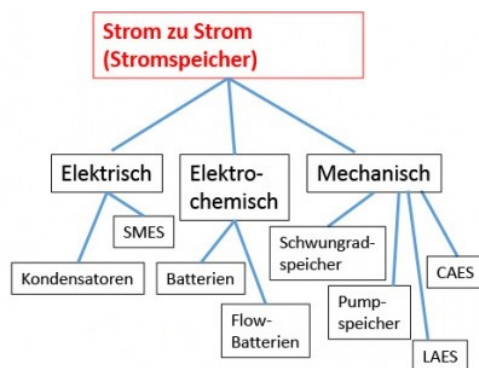 Strom zu Strom
(Stromspeicher)
Elektrisch
Elektro-
chemisch
Mechanisch
SMES
Kondensatoren
Batterien
Flow-
Batterien
Schwungrad-
speicher
Pump-
speicher
LAES
CAES